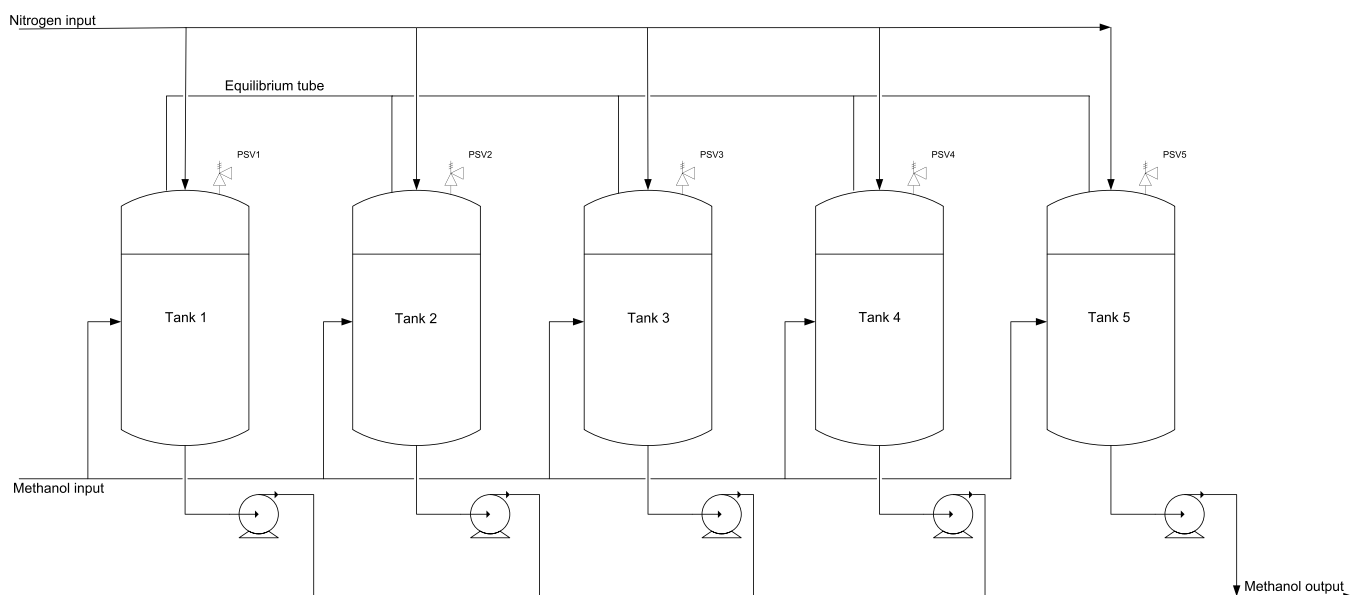 Nitrogen input
Equilibrium tube
PSV1
PSV2
PSV3
PSV4
PSV5
Tank 1
Tank 2
Tank 3
Tank 4
Tank 5
Methanol input
Methanol output